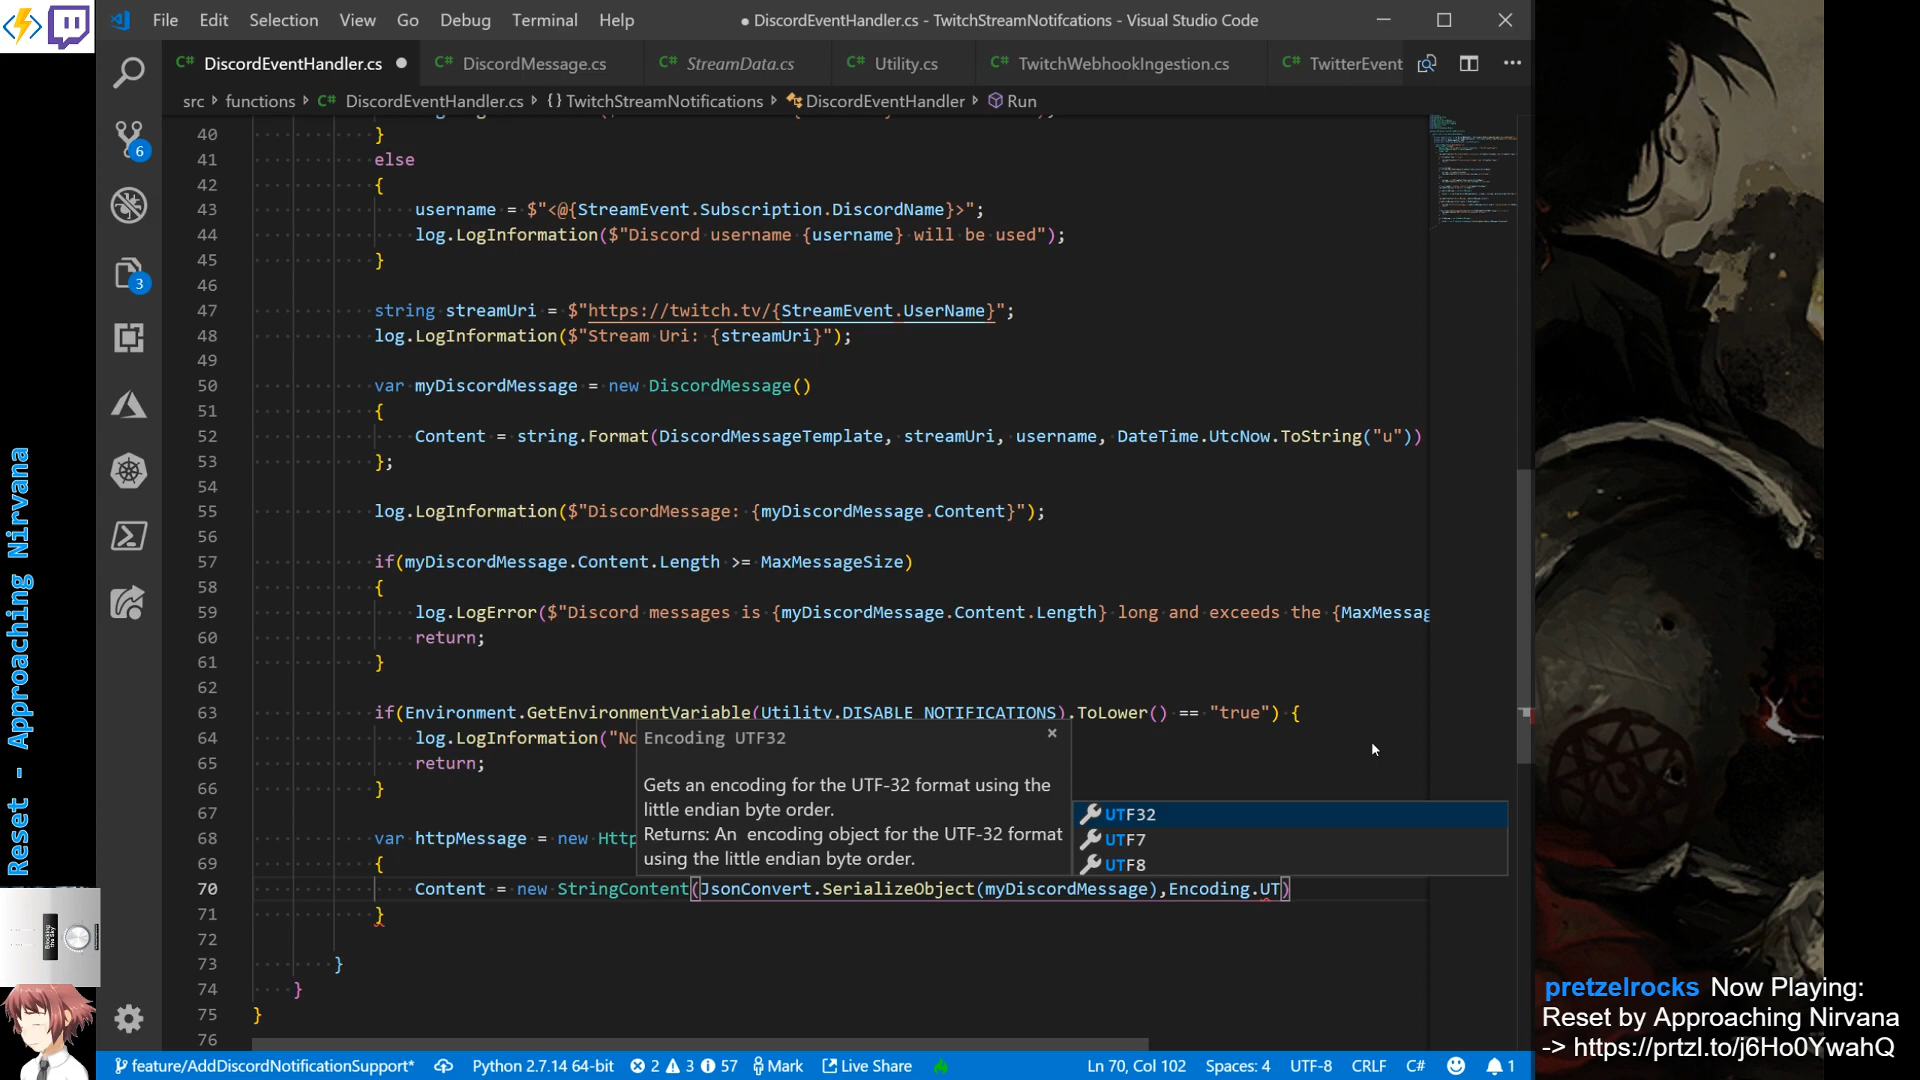 File Edit Selection View Go Debug Terminal Help
● DiscordEventHandler.cs - TwitchStreamNotifcations - Visual Studio Code
C# DiscordEventHandler.cs ● C# DiscordMessage.cs C# StreamData.cs C# Utility.cs C# TwitchWebhookIngestion.cs C# TwitterEvent
src functions C# DiscordEventHandler.cs {} TwitchStreamNotifications DiscordEventHandler Run
40 }
41 else
42 {
43 username = $"<@{StreamEvent.Subscription.DiscordName}>";
44 log.LogInformation($"Discord username {username} will be used");
45 }
46
47 string streamUri = $"https://twitch.tv/{StreamEvent.UserName}";
48 log.LogInformation($"Stream Uri: {streamUri}");
49
50 var myDiscordMessage = new DiscordMessage()
51 {
52 Content = string.Format(DiscordMessageTemplate, streamUri, username, DateTime.UtcNow.ToString("u"))
53 };
54
55 log.LogInformation($"DiscordMessage: {myDiscordMessage.Content}");
56
57 if(myDiscordMessage.Content.Length >= MaxMessageSize)
58 {
59 log.LogError($"Discord messages is {myDiscordMessage.Content.Length} long and exceeds the {MaxMessag
60 return;
61 }
62
63 if(Environment.GetEnvironmentVariable(Utility.DISABLE_NOTIFICATIONS).ToLower() == "true") {
64 log.LogInformation("No
65 return;
66 }
67
68 var httpMessage = new Http
69 {
70 Content = new StringContent(JsonConvert.SerializeObject(myDiscordMessage),Encoding.UT)
71 }
72
73 }
74 }
75 }
76
Encoding UTF32
Gets an encoding for the UTF-32 format using the
little endian byte order.
Returns: An encoding object for the UTF-32 format
using the little endian byte order.
UTF32
UTF7
UTF8
6
3
feature/AddDiscordNotificationSupport* Python 2.7.14 64-bit 2 3 57 Mark Live Share Ln 70, Col 102 Spaces: 4 UTF-8 CRLF C# 1
Reset - Approaching Nirvana
Blocking the Sky
pretzelrocks Now Playing:
Reset by Approaching Nirvana
-> https://prtzl.to/j6Ho0YwahQ